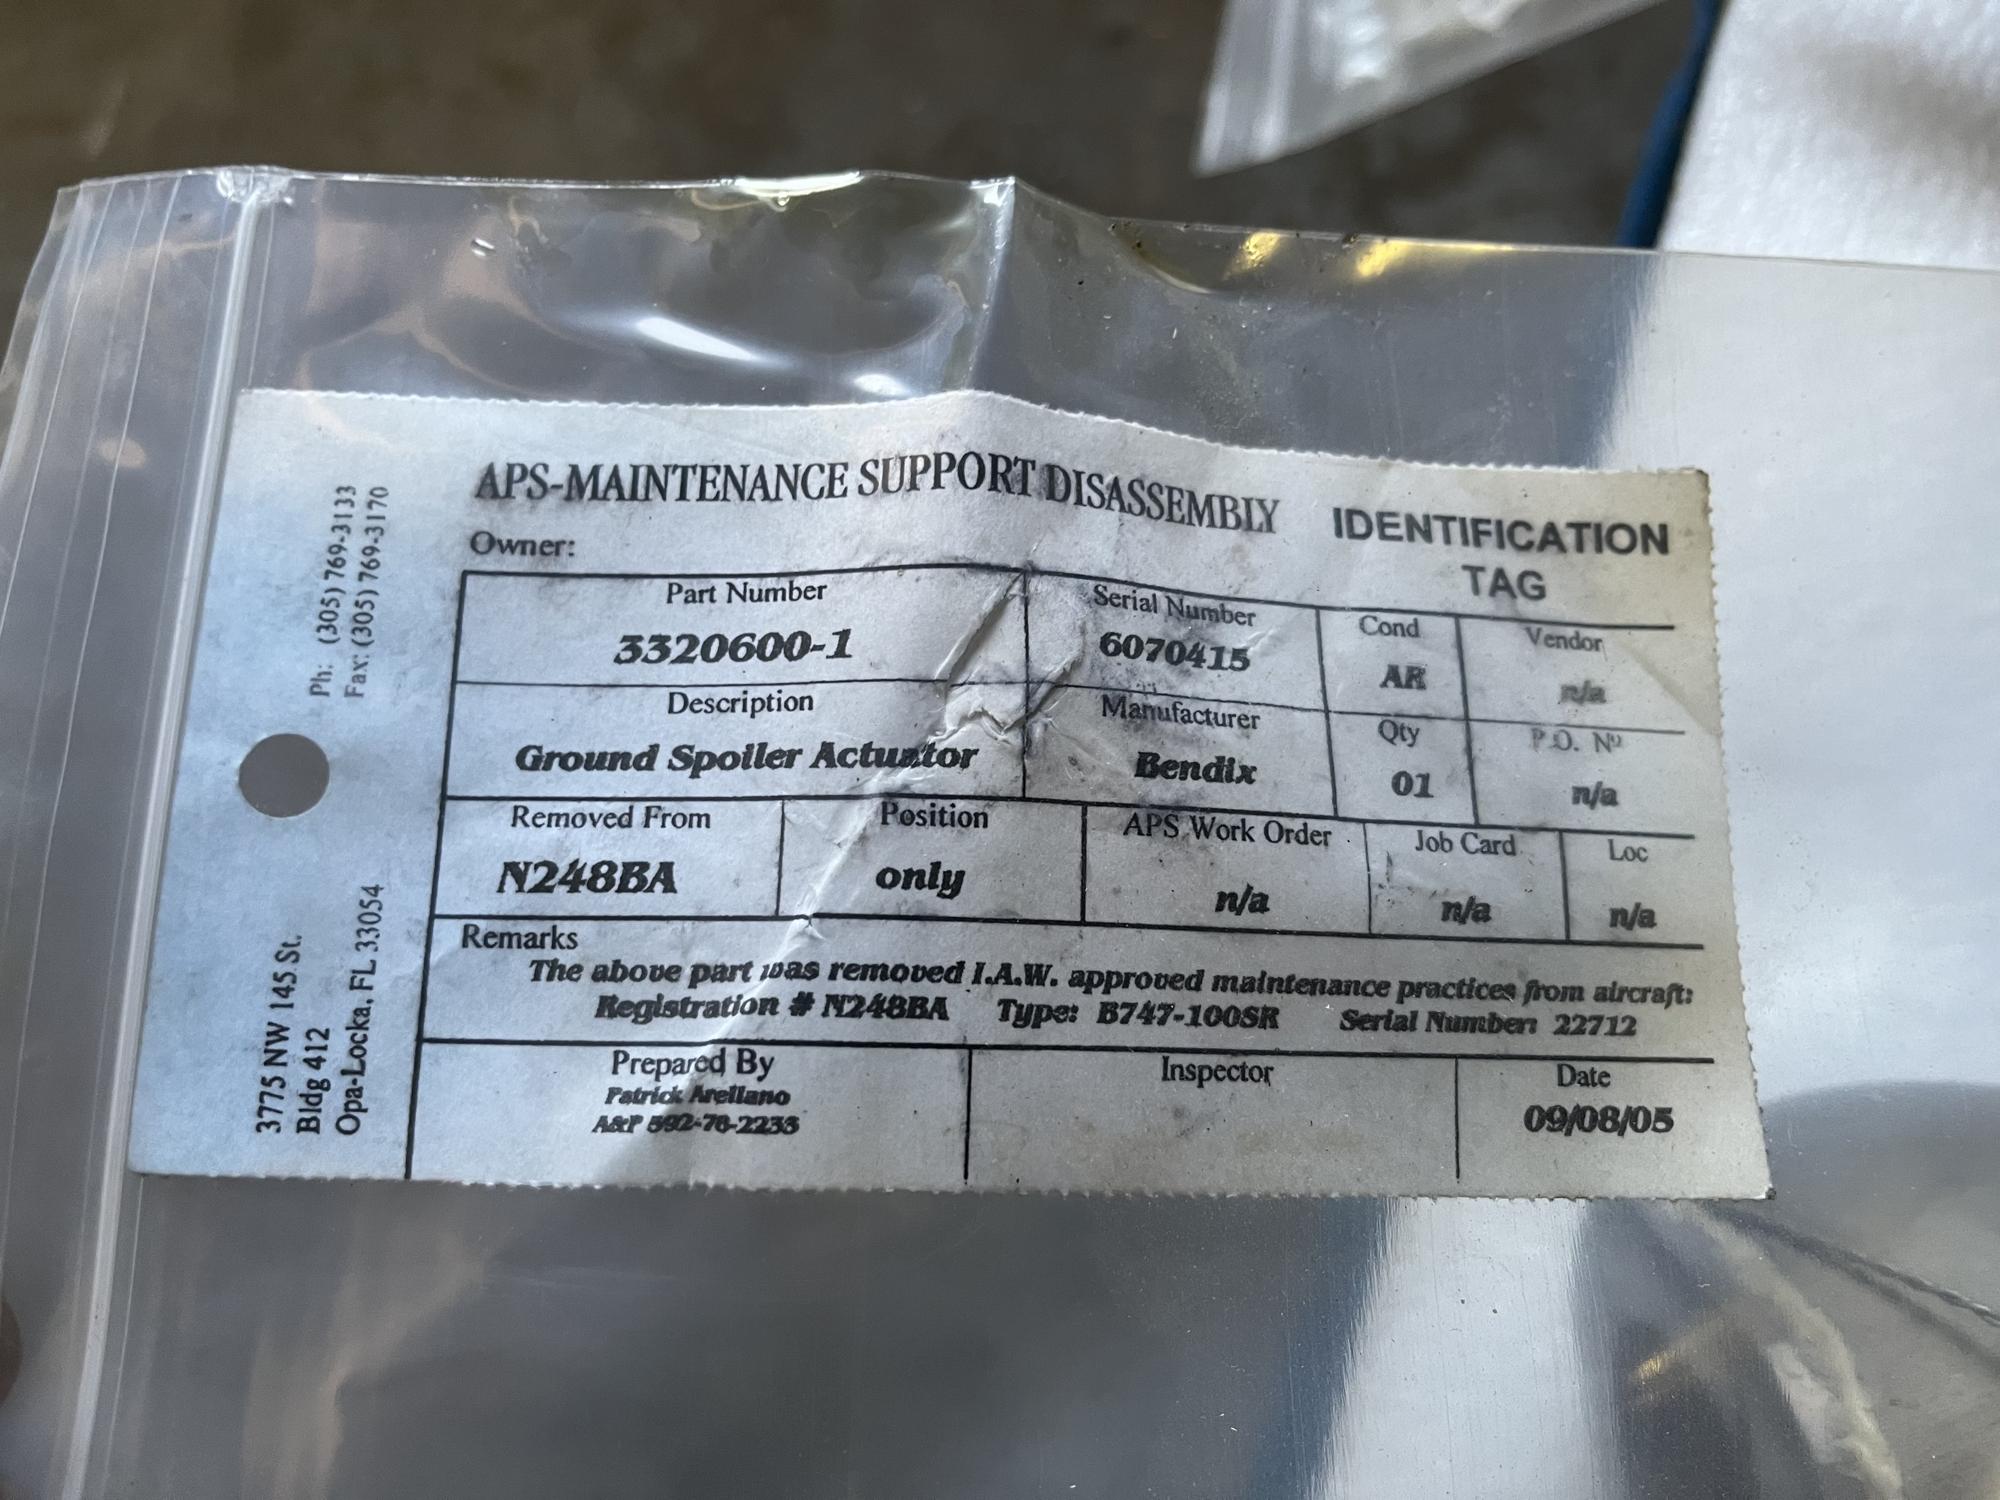 APS-MAINTENANCE SUPPORT DISASSEMBLY
IDENTIFICATION
TAG
Owner:
Part Number
3320600-1
Serial Number
6070415
Cond
AR
Vendor
n/a
Description
Ground Spoiler Actuator
Manufacturer
Bendix
Qty
01
P.O. Nº
n/a
Removed From
N248BA
Position
only
APS Work Order
n/a
Job Card
n/a
Loc
n/a
Remarks
The above part was removed I.A.W. approved maintenance practices from aircraft:
Registration # N248BA Type: B747-100SR Serial Number: 22712
Prepared By
Patrick Arellano
A&P 592-78-2233
Inspector
Date
09/08/05
Ph: (305) 769-3133
Fax: (305) 769-3170
3775 NW 145 St.
Bldg 412
Opa-Locka, FL 33054